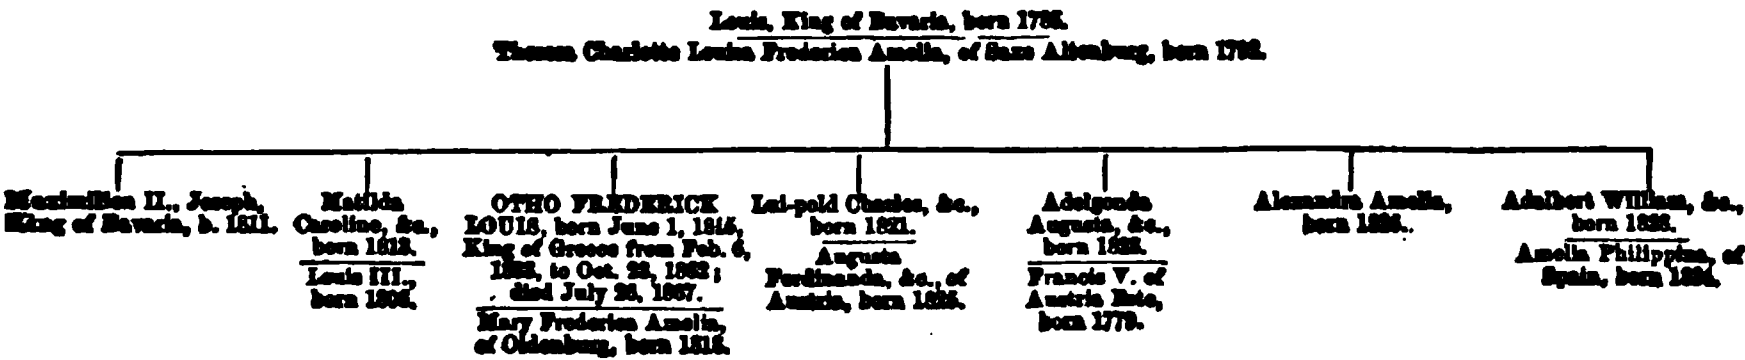 Louis, King of Bavaria, born 1786.
Theresa Charlotte Louisa Frederica Amelia, of Saxe Altenburg, born 1792.
Maximilian II., Joseph,
King of Bavaria, b. 1811.
Matilda
Caroline, &c.,
born 1813.
Louis III.,
born 1806.
OTHO FREDERICK
LOUIS, born June 1, 1815,
King of Greece from Feb. 6,
to Oct. 23, 1862;
died July 26, 1867.
Mary Frederica Amelia,
of Oldenburg, born 1818.
Luit-pold Charles, &c.,
born 1821.
Augusta
Ferdinanda, &c., of
Austria, born 1825.
Adelgonda
Augusta, &c.,
born 1823.
Francis V. of
Austria Este,
born 1779.
Alexandra Amelia,
born 1826.
Adalbert William, &c.,
born 1828.
Amelia Philippina, of
Spain, born 1834.